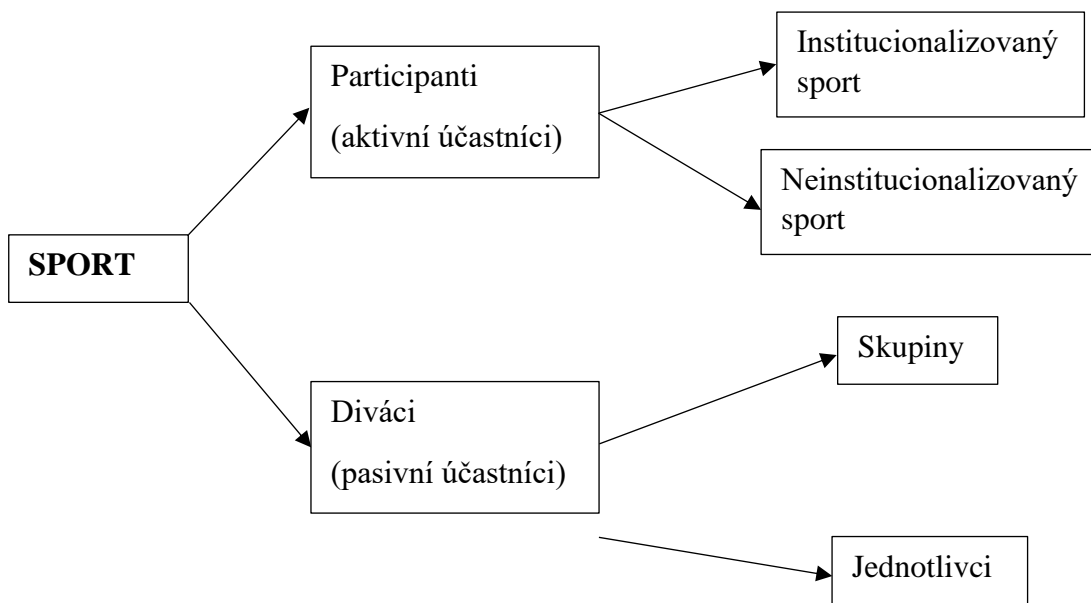 Institucionalizovaný
sport
Participanti
(aktivní účastníci)
Neinstitucionalizovaný
sport
SPORT
Skupiny
Diváci
(pasivní účastníci)
Jednotlivci